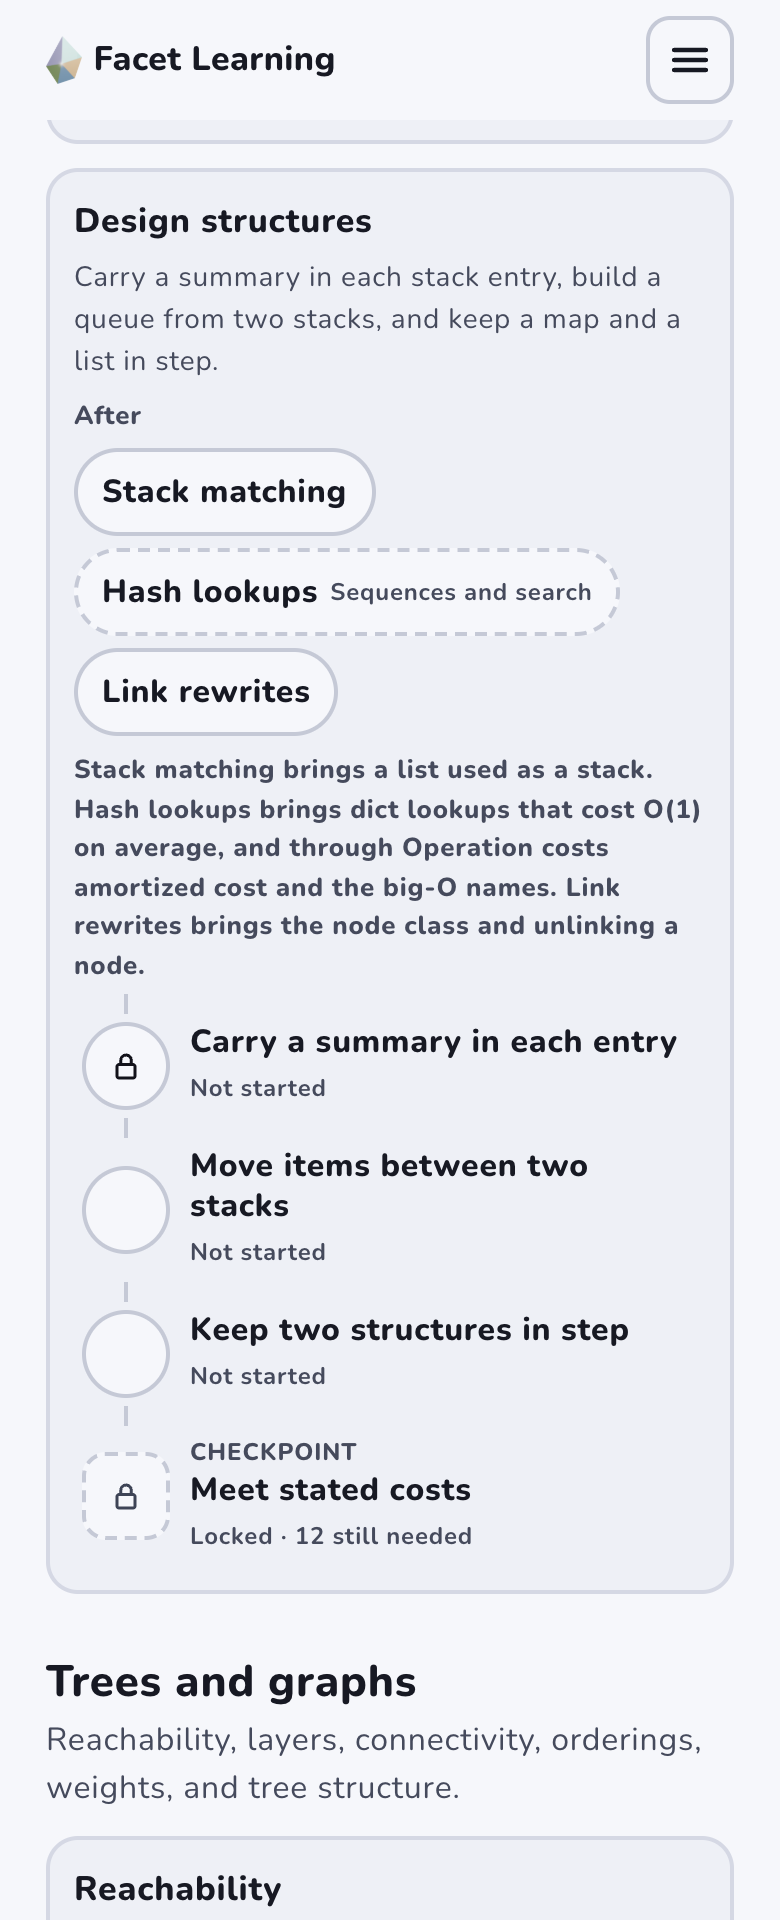 Facet Learning
Design structures
Carry a summary in each stack entry, build a
queue from two stacks, and keep a map and a
list in step.
After
Stack matching
Hash lookups Sequences and search
Link rewrites
Stack matching brings a list used as a stack.
Hash lookups brings dict lookups that cost O(1)
on average, and through Operation costs
amortized cost and the big-O names. Link
rewrites brings the node class and unlinking a
node.
Carry a summary in each entry
Not started
Move items between two
stacks
Not started
Keep two structures in step
Not started
CHECKPOINT
Meet stated costs
Locked · 12 still needed
Trees and graphs
Reachability, layers, connectivity, orderings,
weights, and tree structure.
Reachability